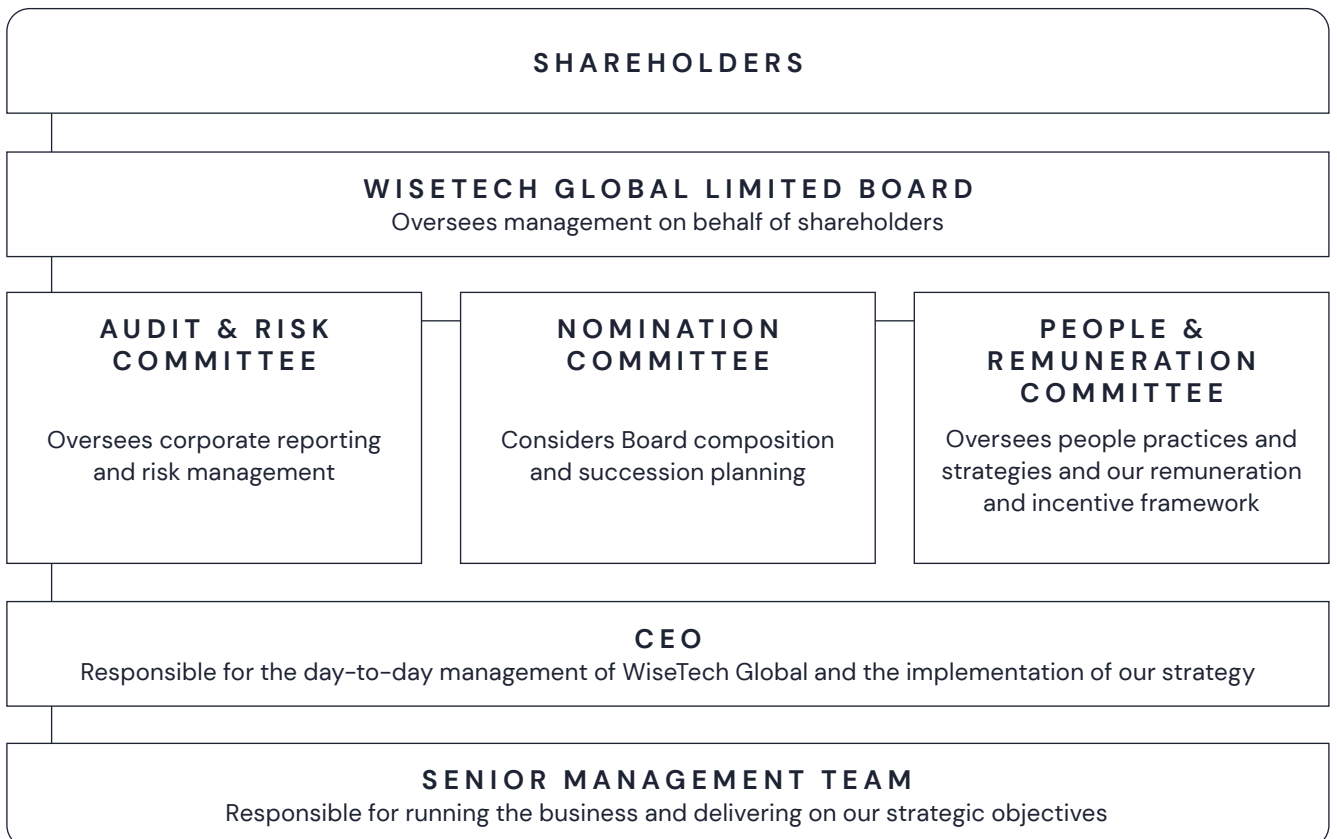 SHAREHOLDERS
WISETECH GLOBAL LIMITED BOARD
Oversees management on behalf of shareholders
AUDIT & RISK
COMMITTEE
Oversees corporate reporting
and risk management
NOMINATION
COMMITTEE
Considers Board composition
and succession planning
PEOPLE &
REMUNERATION
COMMITTEE
Oversees people practices and
strategies and our remuneration
and incentive framework
CEO
Responsible for the day-to-day management of WiseTech Global and the implementation of our strategy
SENIOR MANAGEMENT TEAM
Responsible for running the business and delivering on our strategic objectives